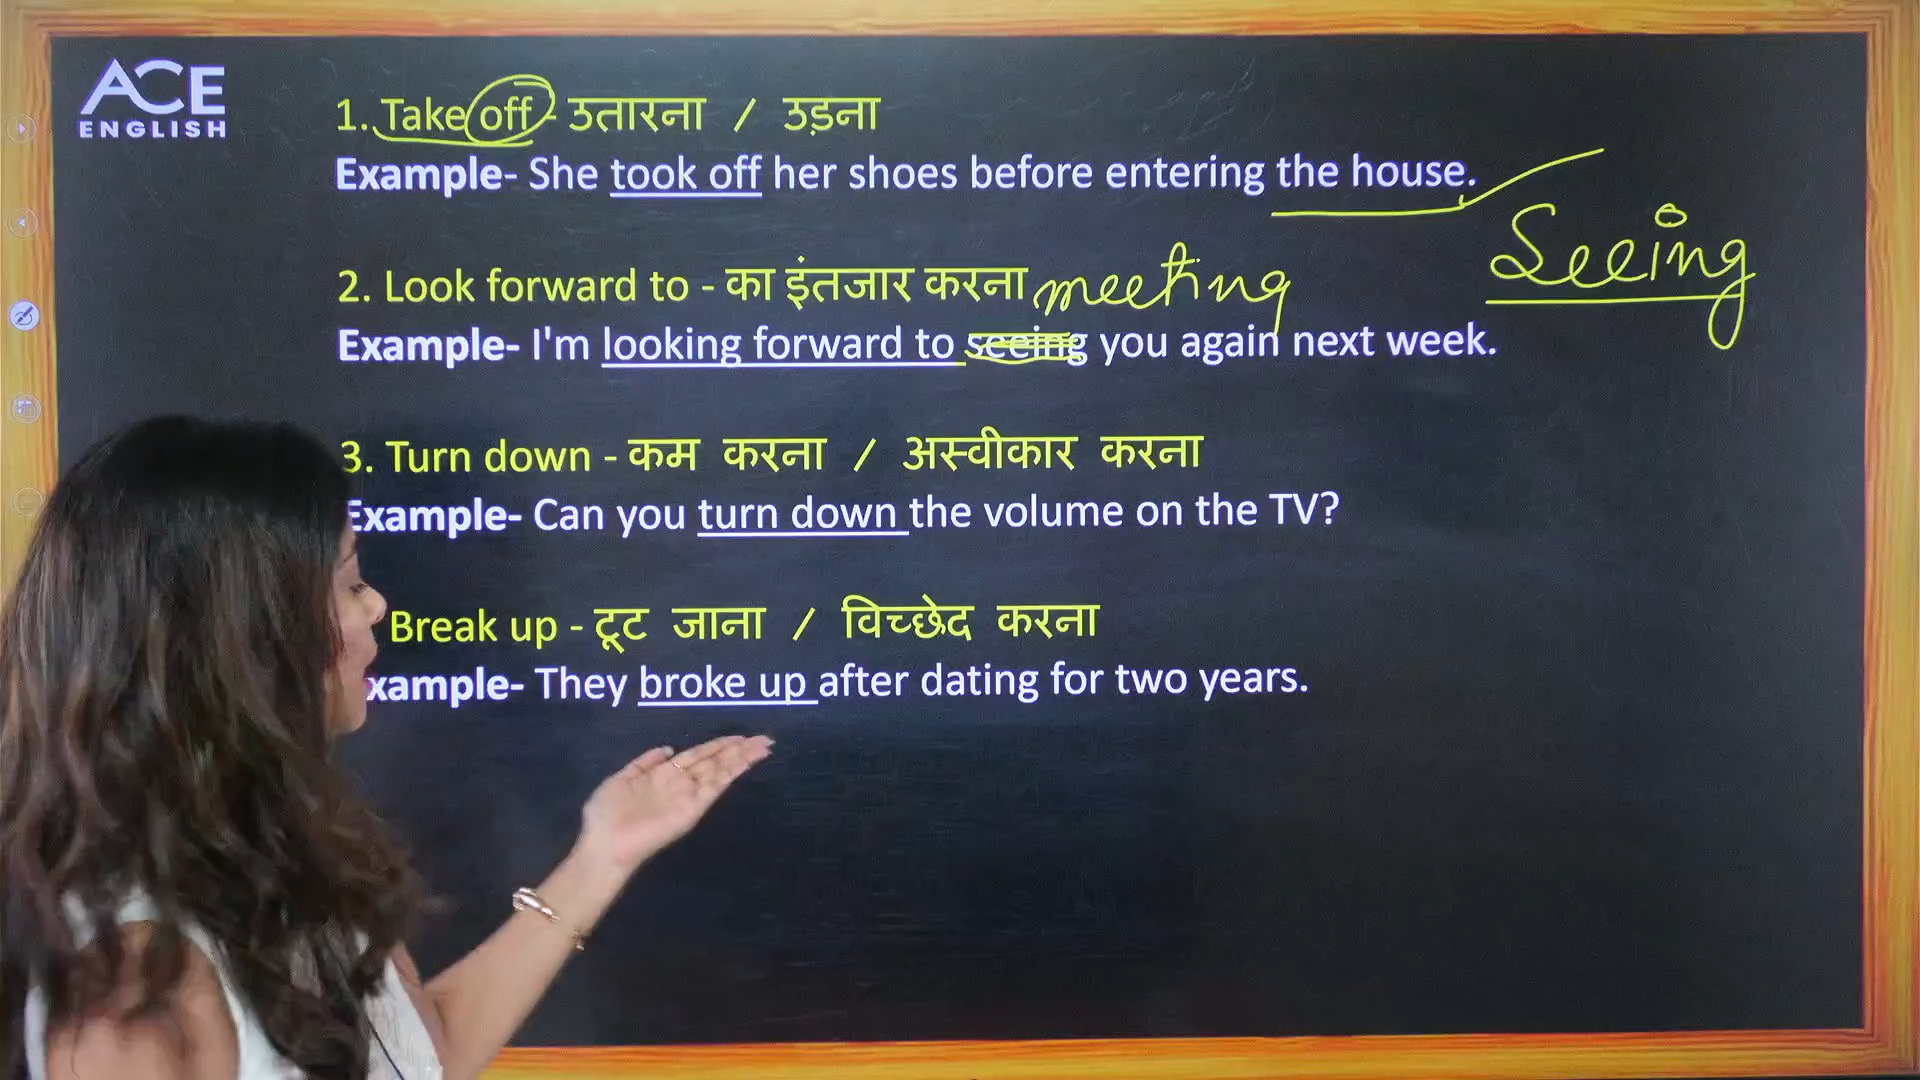 ACE
ENGLISH
1. Take off - उतारना / उड़ना
Example- She took off her shoes before entering the house.
Seeing
2. Look forward to - का इंतजार करना meeting
Example- I'm looking forward to seeing you again next week.
3. Turn down - कम करना / अस्वीकार करना
Example- Can you turn down the volume on the TV?
Break up - टूट जाना / विच्छेद करना
xample- They broke up after dating for two years.